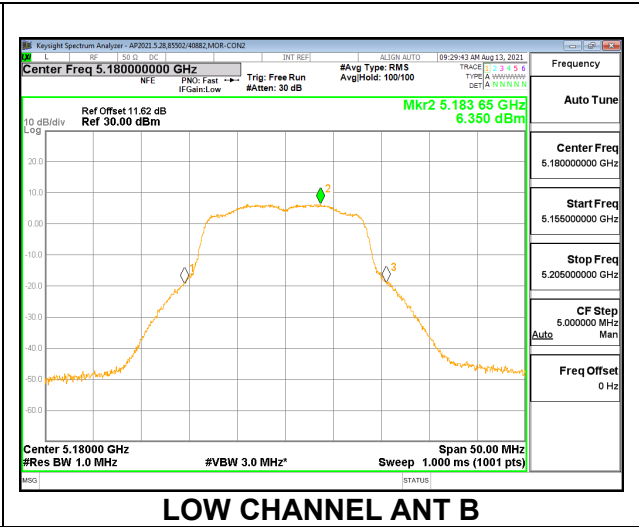 Keysight Spectrum Analyzer - AP2021.5.28,85502/40882,MOR-CON2
L RF 50 Ω DC INT REF ALIGN AUTO 09:29:43 AM Aug 13, 2021
Center Freq 5.180000000 GHz
NFE PNO: Fast IFGain:Low
Trig: Free Run
#Atten: 30 dB
#Avg Type: RMS
Avg|Hold: 100/100
TRACE 1 2 3 4 5 6
TYPE A WWWWW
DET A N N N N N
Frequency
Auto Tune
Center Freq
5.180000000 GHz
Start Freq
5.155000000 GHz
Stop Freq
5.205000000 GHz
CF Step
5.000000 MHz
Auto Man
Freq Offset
0 Hz
Mkr2 5.183 65 GHz
6.350 dBm
Ref Offset 11.62 dB
10 dB/div Ref 30.00 dBm
Log
20.0
10.0
0.00
-10.0
-20.0
-30.0
-40.0
-50.0
-60.0
1
2
3
Center 5.18000 GHz Span 50.00 MHz
#Res BW 1.0 MHz #VBW 3.0 MHz* Sweep 1.000 ms (1001 pts)
MSG STATUS
LOW CHANNEL ANT B